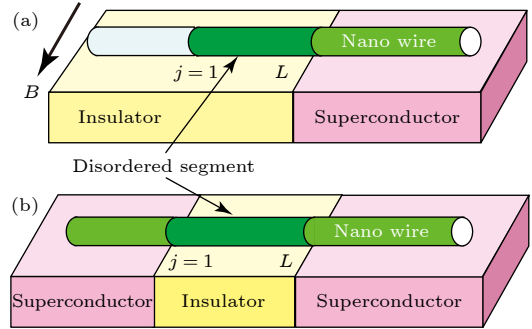 (a)
Nano wire
B
j = 1
L
Insulator
Superconductor
Disordered segment
(b)
Nano wire
j = 1
L
Superconductor
Insulator
Superconductor